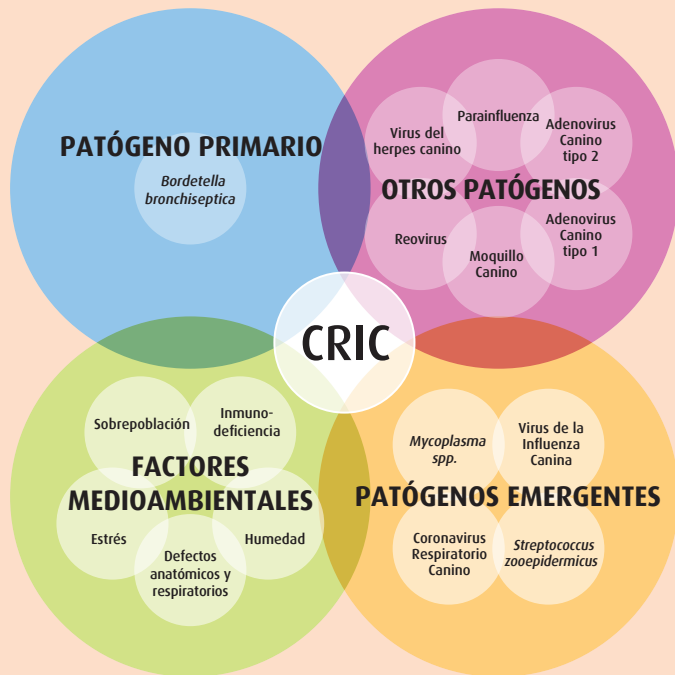 PATÓGENO PRIMARIO
Bordetella
bronchiseptica
OTROS PATÓGENOS
Virus del
herpes canino
Parainfluenza
Adenovirus
Canino
tipo 2
Reovirus
Moquillo
Canino
Adenovirus
Canino
tipo 1
CRIC
FACTORES
MEDIOAMBIENTALES
Sobrepoblación
Inmuno-
deficiencia
Estrés
Defectos
anatómicos y
respiratorios
Humedad
PATÓGENOS EMERGENTES
Mycoplasma
spp.
Virus de la
Influenza
Canina
Coronavirus
Respiratorio
Canino
Streptococcus
zooepidermicus